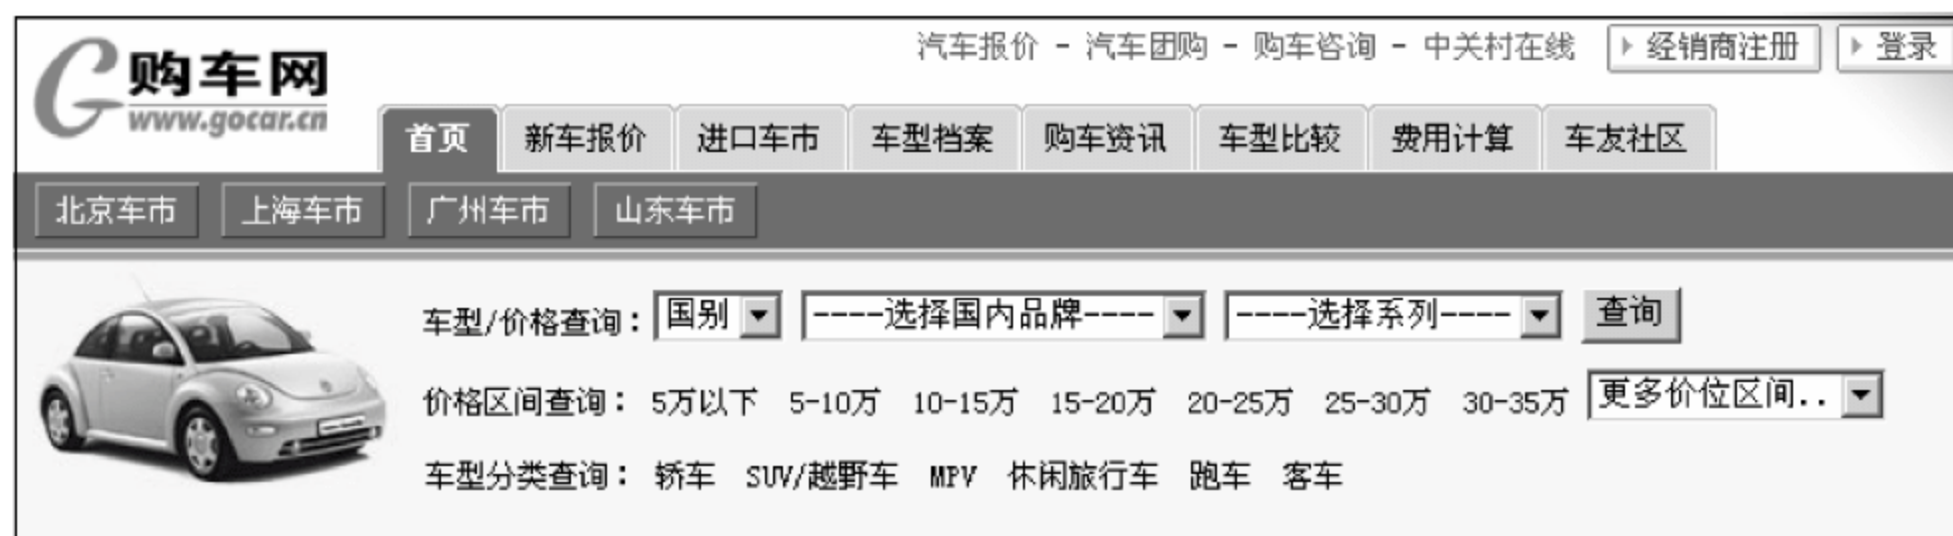 汽车报价 - 汽车团购 - 购车咨询 - 中关村在线 经销商注册 登录
购车网
www.gocar.cn
首页 新车报价 进口车市 车型档案 购车资讯 车型比较 费用计算 车友社区
北京车市 上海车市 广州车市 山东车市
车型/价格查询： 国别 ----选择国内品牌---- ----选择系列---- 查询
价格区间查询： 5万以下 5-10万 10-15万 15-20万 20-25万 25-30万 30-35万 更多价位区间..
车型分类查询： 轿车 SUV/越野车 MPV 休闲旅行车 跑车 客车